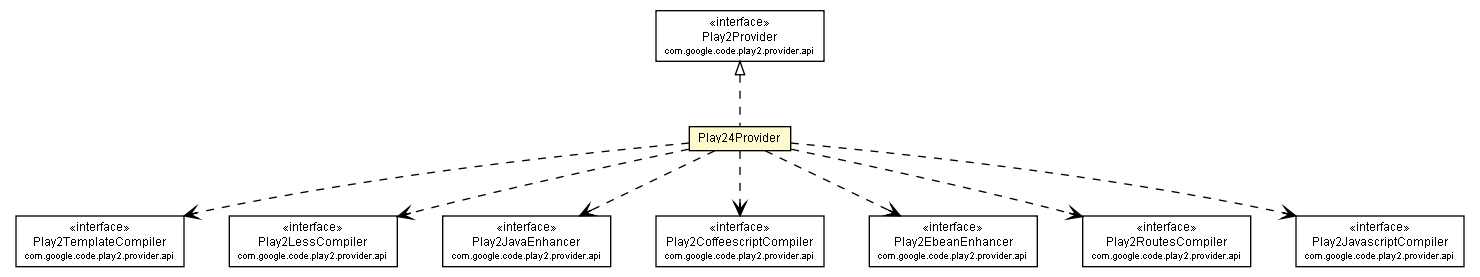 «interface»
Play2Provider
com.google.code.play2.provider.api
Play24Provider
«interface»
Play2TemplateCompiler
com.google.code.play2.provider.api
«interface»
Play2LessCompiler
com.google.code.play2.provider.api
«interface»
Play2JavaEnhancer
com.google.code.play2.provider.api
«interface»
Play2CoffeescriptCompiler
com.google.code.play2.provider.api
«interface»
Play2EbeanEnhancer
com.google.code.play2.provider.api
«interface»
Play2RoutesCompiler
com.google.code.play2.provider.api
«interface»
Play2JavascriptCompiler
com.google.code.play2.provider.api